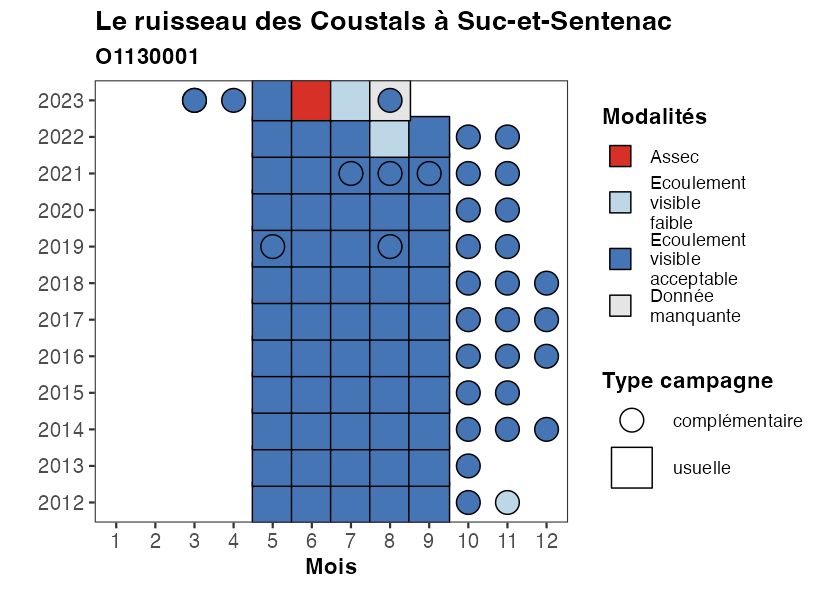 Le ruisseau des Coustals à Suc-et-Sentenac
O1130001
2023
2022
2021
2020
2019
2018
2017
2016
2015
2014
2013
2012
1 2 3 4 5 6 7 8 9 10 11 12
Mois
Modalités
Assec
Ecoulement
visible
faible
Ecoulement
visible
acceptable
Donnée
manquante
Type campagne
complémentaire
usuelle